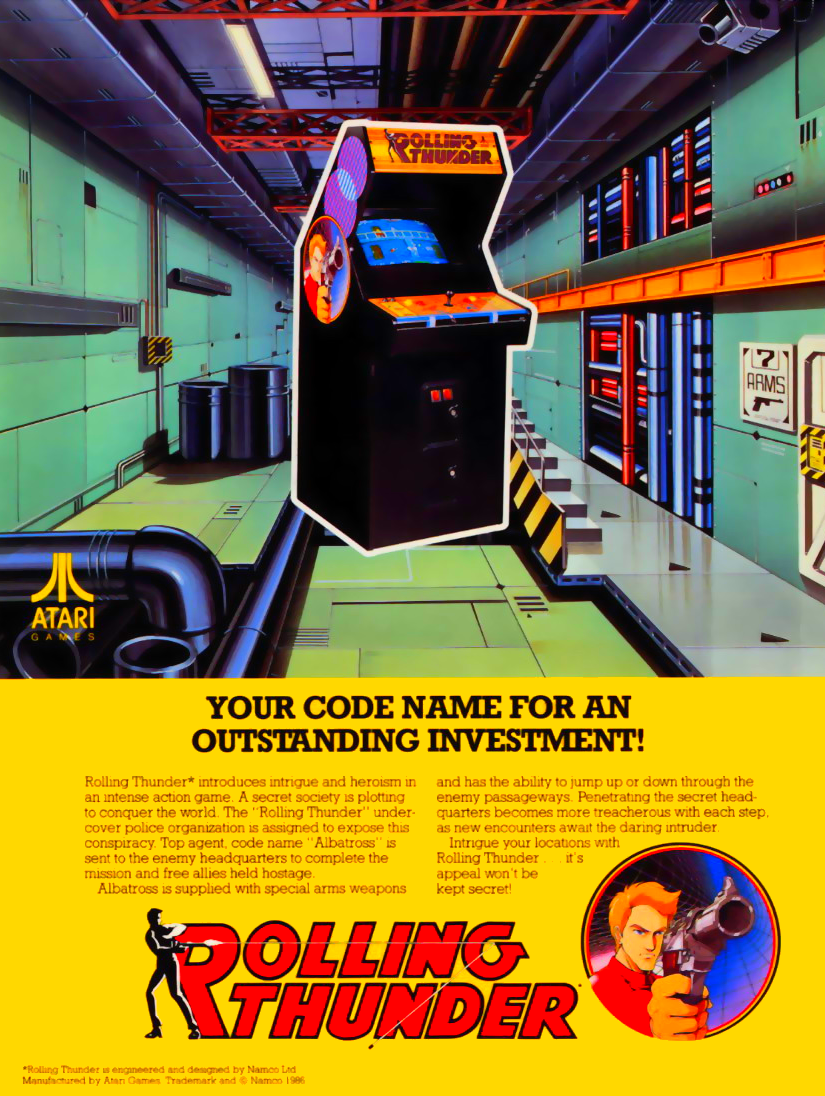 ROLLING
THUNDER
7
ARMS
ATARI
GAMES
YOUR CODE NAME FOR AN
OUTSTANDING INVESTMENT!
Rolling Thunder* introduces intrigue and heroism in
an intense action game. A secret society is plotting
to conquer the world. The "Rolling Thunder" under-
cover police organization is assigned to expose this
conspiracy. Top agent, code name "Albatross" is
sent to the enemy headquarters to complete the
mission and free allies held hostage.
Albatross is supplied with special arms weapons
and has the ability to jump up or down through the
enemy passageways. Penetrating the secret head-
quarters becomes more treacherous with each step,
as new encounters await the daring intruder.
Intrigue your locations with
Rolling Thunder . . . it's
appeal won't be
kept secret!
ROLLING
THUNDER
*Rolling Thunder is engineered and designed by Namco Ltd
Manufactured by Atari Games. Trademark and © Namco 1986